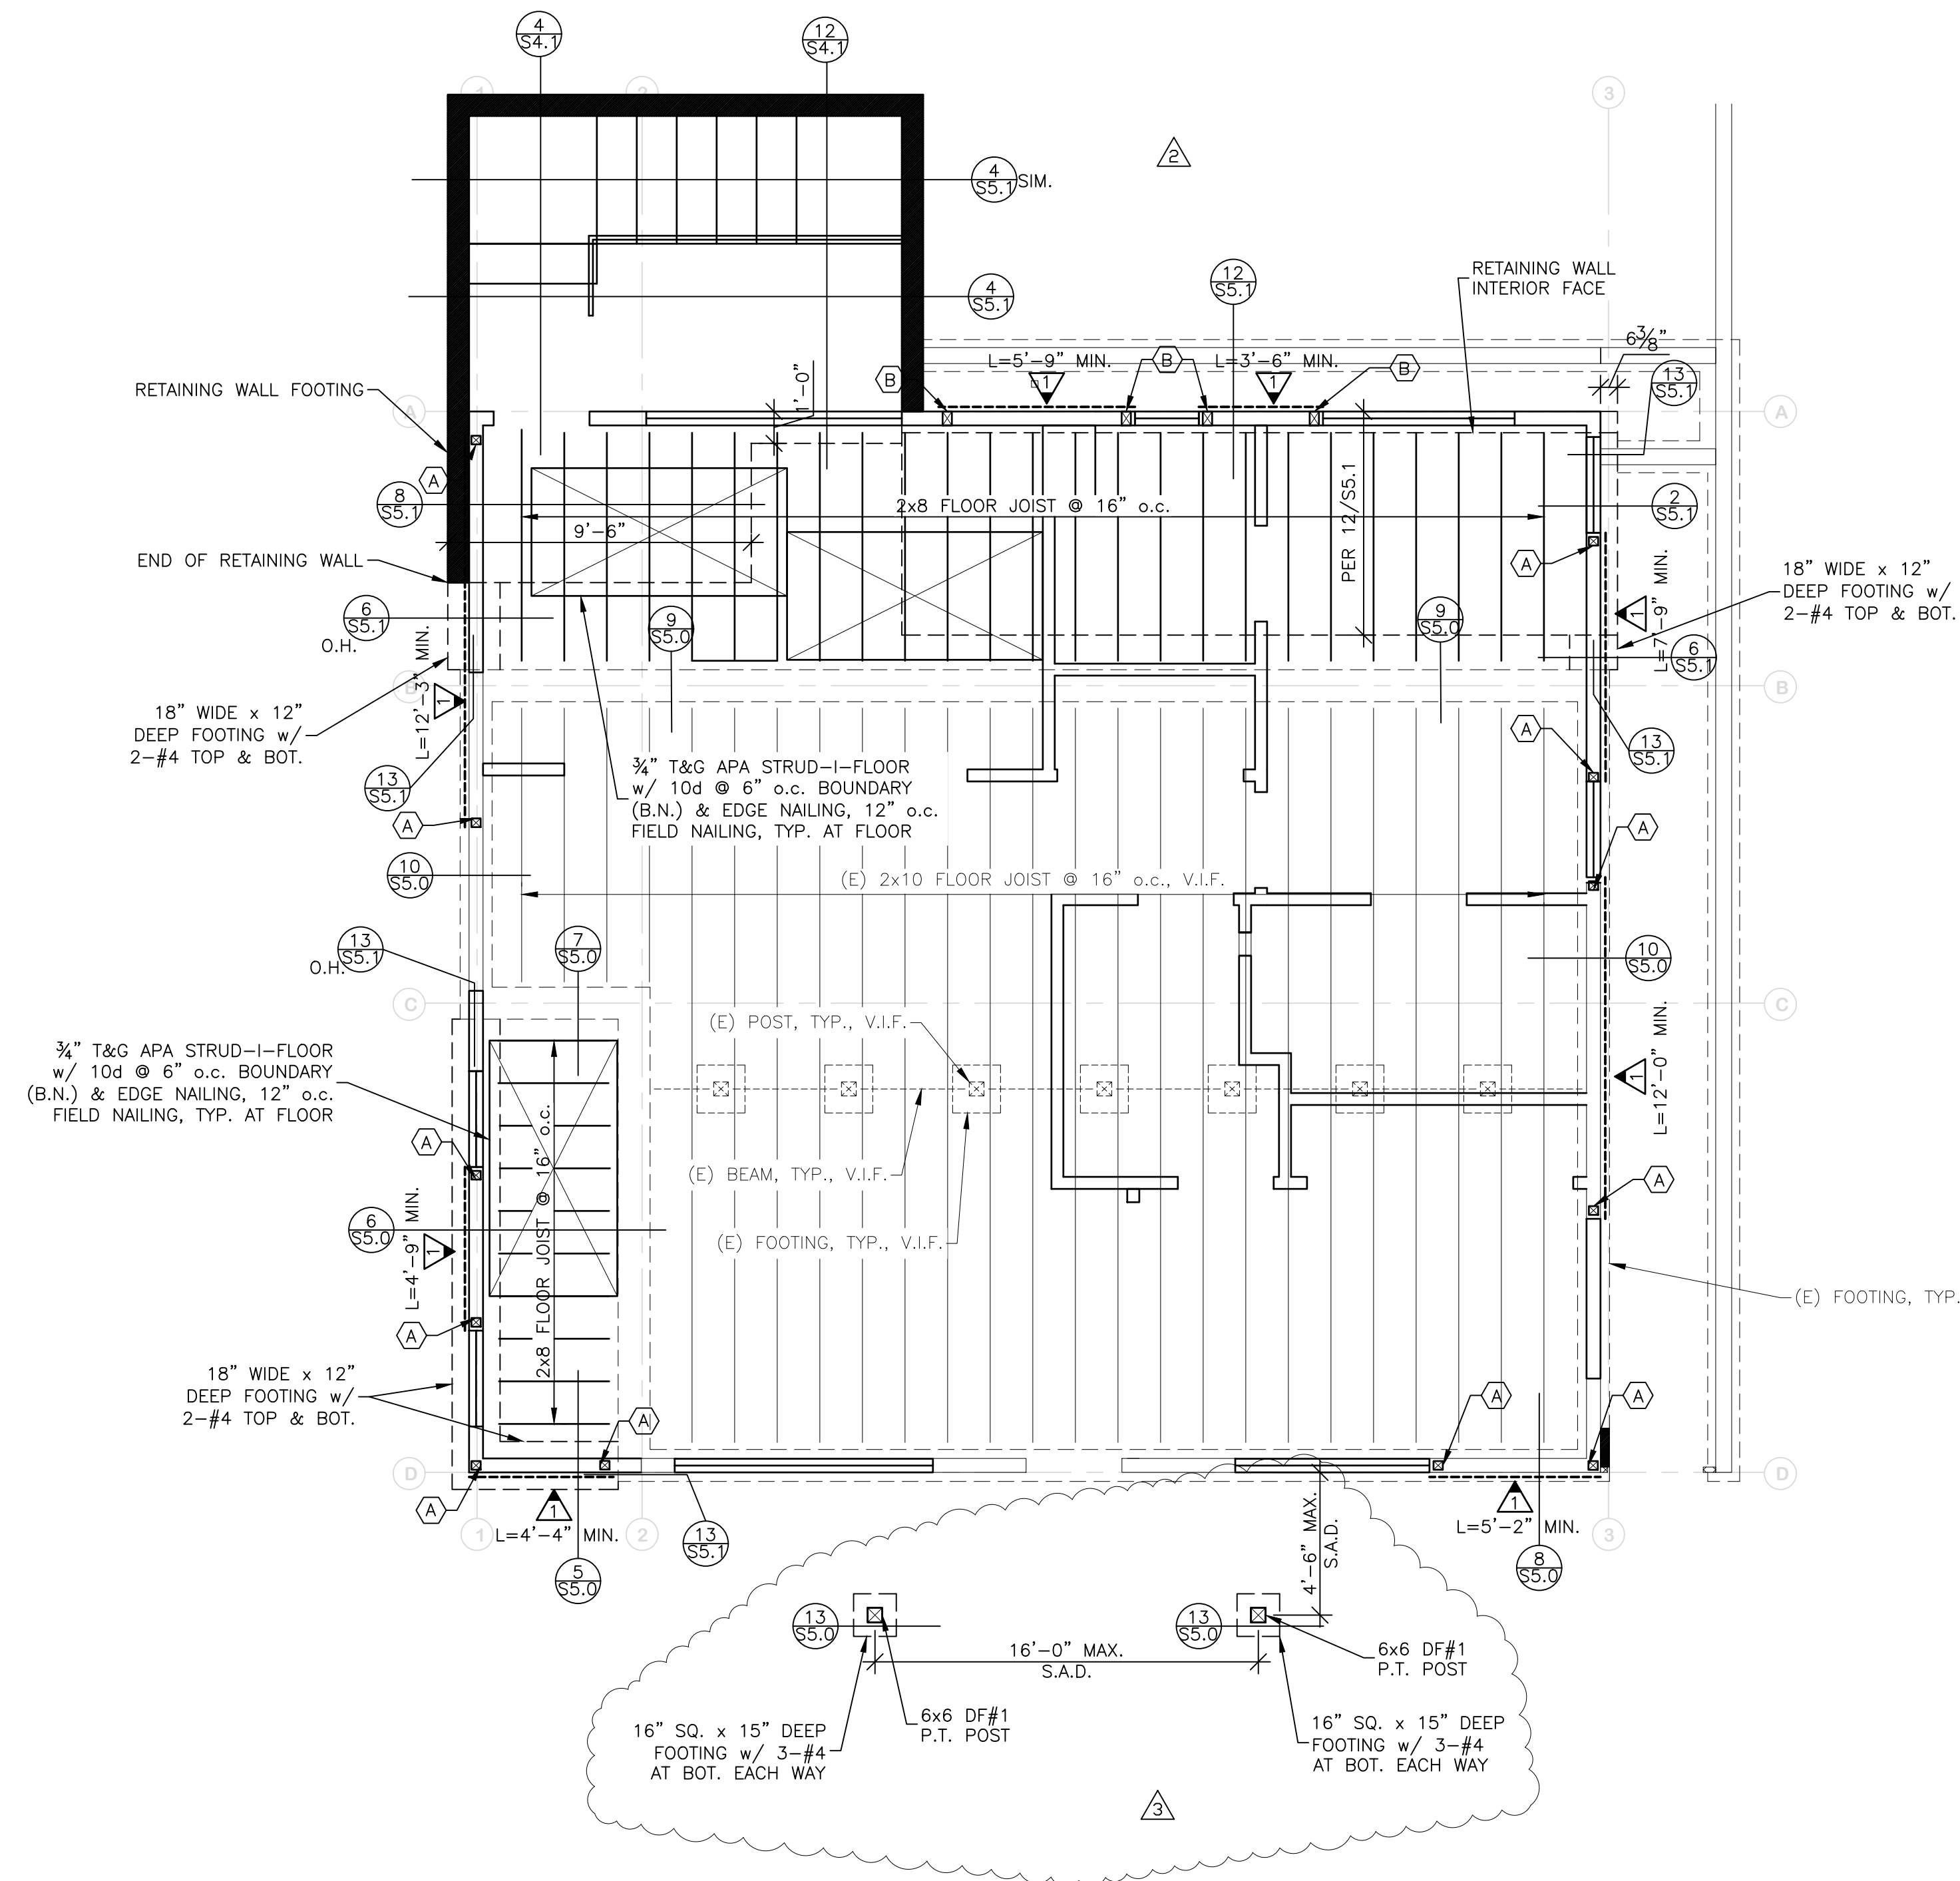 4
S4.1
12
S4.1
1
2
3
2
4
S5.1
SIM.
4
S5.1
12
S5.1
RETAINING WALL
INTERIOR FACE
6⅜"
13
S5.1
L=5'-9" MIN.
B
L=3'-6" MIN.
B
B
1
1
1'-0"
RETAINING WALL FOOTING
A
A
A
8
S5.1
2x8 FLOOR JOIST @ 16" o.c.
PER 12/S5.1
2
S5.1
9'-6"
END OF RETAINING WALL
A
L=7'-9" MIN.
1
18" WIDE x 12"
DEEP FOOTING w/
2-#4 TOP & BOT.
6
S5.1
O.H.
9
S5.0
9
S5.0
6
S5.1
L=12'-3" MIN.
1
B
B
18" WIDE x 12"
DEEP FOOTING w/
2-#4 TOP & BOT.
A
13
S5.1
13
S5.1
¾" T&G APA STRUD-I-FLOOR
w/ 10d @ 6" o.c. BOUNDARY
(B.N.) & EDGE NAILING, 12" o.c.
FIELD NAILING, TYP. AT FLOOR
A
A
10
S5.0
(E) 2x10 FLOOR JOIST @ 16" o.c., V.I.F.
13
S5.1
O.H.
7
S5.0
10
S5.0
C
C
(E) POST, TYP., V.I.F.
¾" T&G APA STRUD-I-FLOOR
w/ 10d @ 6" o.c. BOUNDARY
(B.N.) & EDGE NAILING, 12" o.c.
FIELD NAILING, TYP. AT FLOOR
L=12'-0" MIN.
1
A
(E) BEAM, TYP., V.I.F.
A
2x8 FLOOR JOIST @ 16" o.c.
6
S5.0
L=4'-9" MIN.
1
(E) FOOTING, TYP., V.I.F.
(E) FOOTING, TYP.
A
18" WIDE x 12"
DEEP FOOTING w/
2-#4 TOP & BOT.
A
A
A
D
D
A
1
L=4'-4" MIN.
1
L=5'-2" MIN.
1
2
3
13
S5.1
5
S5.0
8
S5.0
4'-6" MAX.
S.A.D.
13
S5.0
13
S5.0
16'-0" MAX.
S.A.D.
6x6 DF#1
P.T. POST
6x6 DF#1
P.T. POST
16" SQ. x 15" DEEP
FOOTING w/ 3-#4
AT BOT. EACH WAY
16" SQ. x 15" DEEP
FOOTING w/ 3-#4
AT BOT. EACH WAY
3